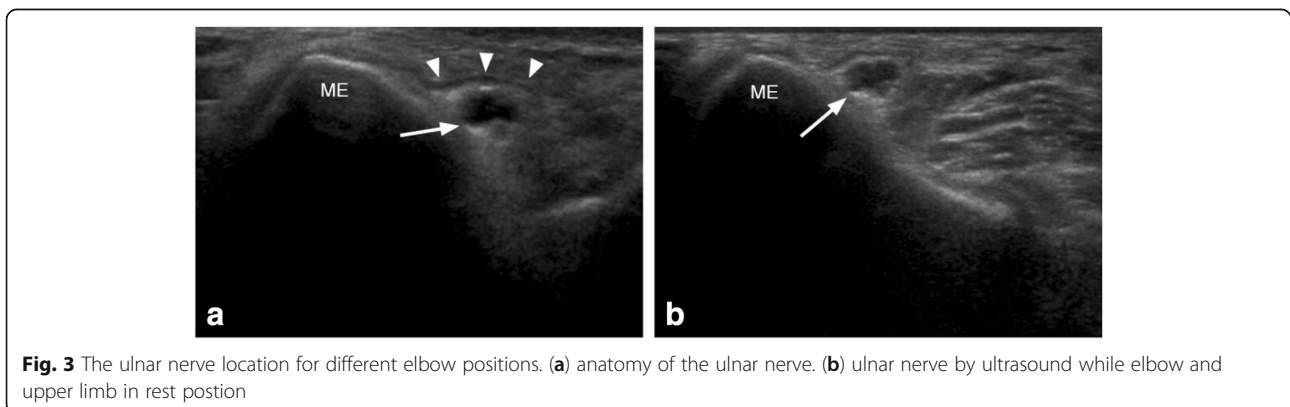 ME
ME
a
b
Fig. 3 The ulnar nerve location for different elbow positions. (a) anatomy of the ulnar nerve. (b) ulnar nerve by ultrasound while elbow and
upper limb in rest postion